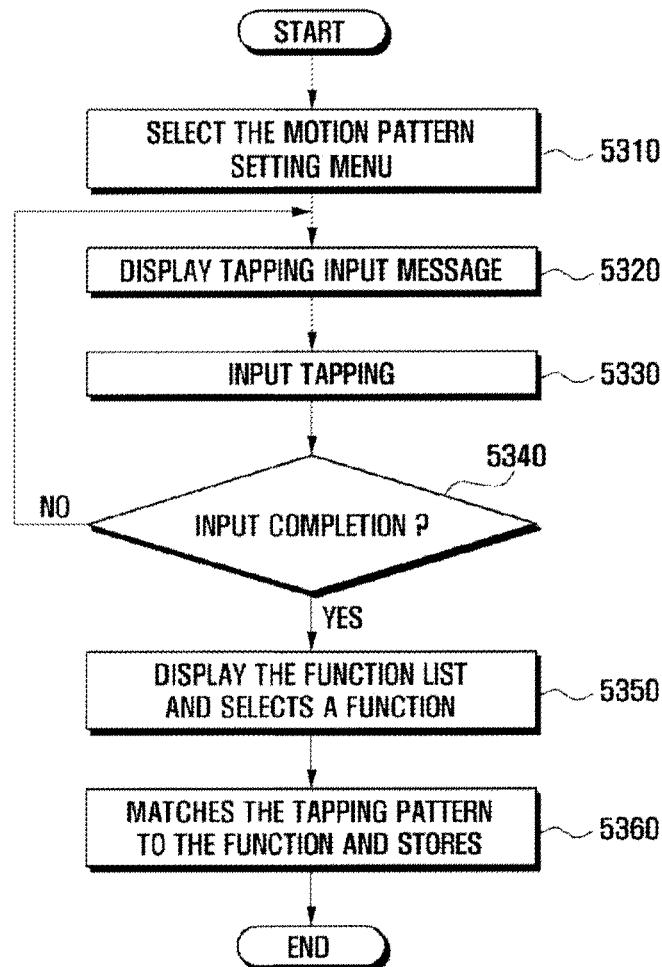 START
SELECT THE MOTION PATTERN
SETTING MENU
5310
DISPLAY TAPPING INPUT MESSAGE
5320
INPUT TAPPING
5330
5340
NO
INPUT COMPLETION ?
YES
DISPLAY THE FUNCTION LIST
AND SELECTS A FUNCTION
5350
MATCHES THE TAPPING PATTERN
TO THE FUNCTION AND STORES
5360
END